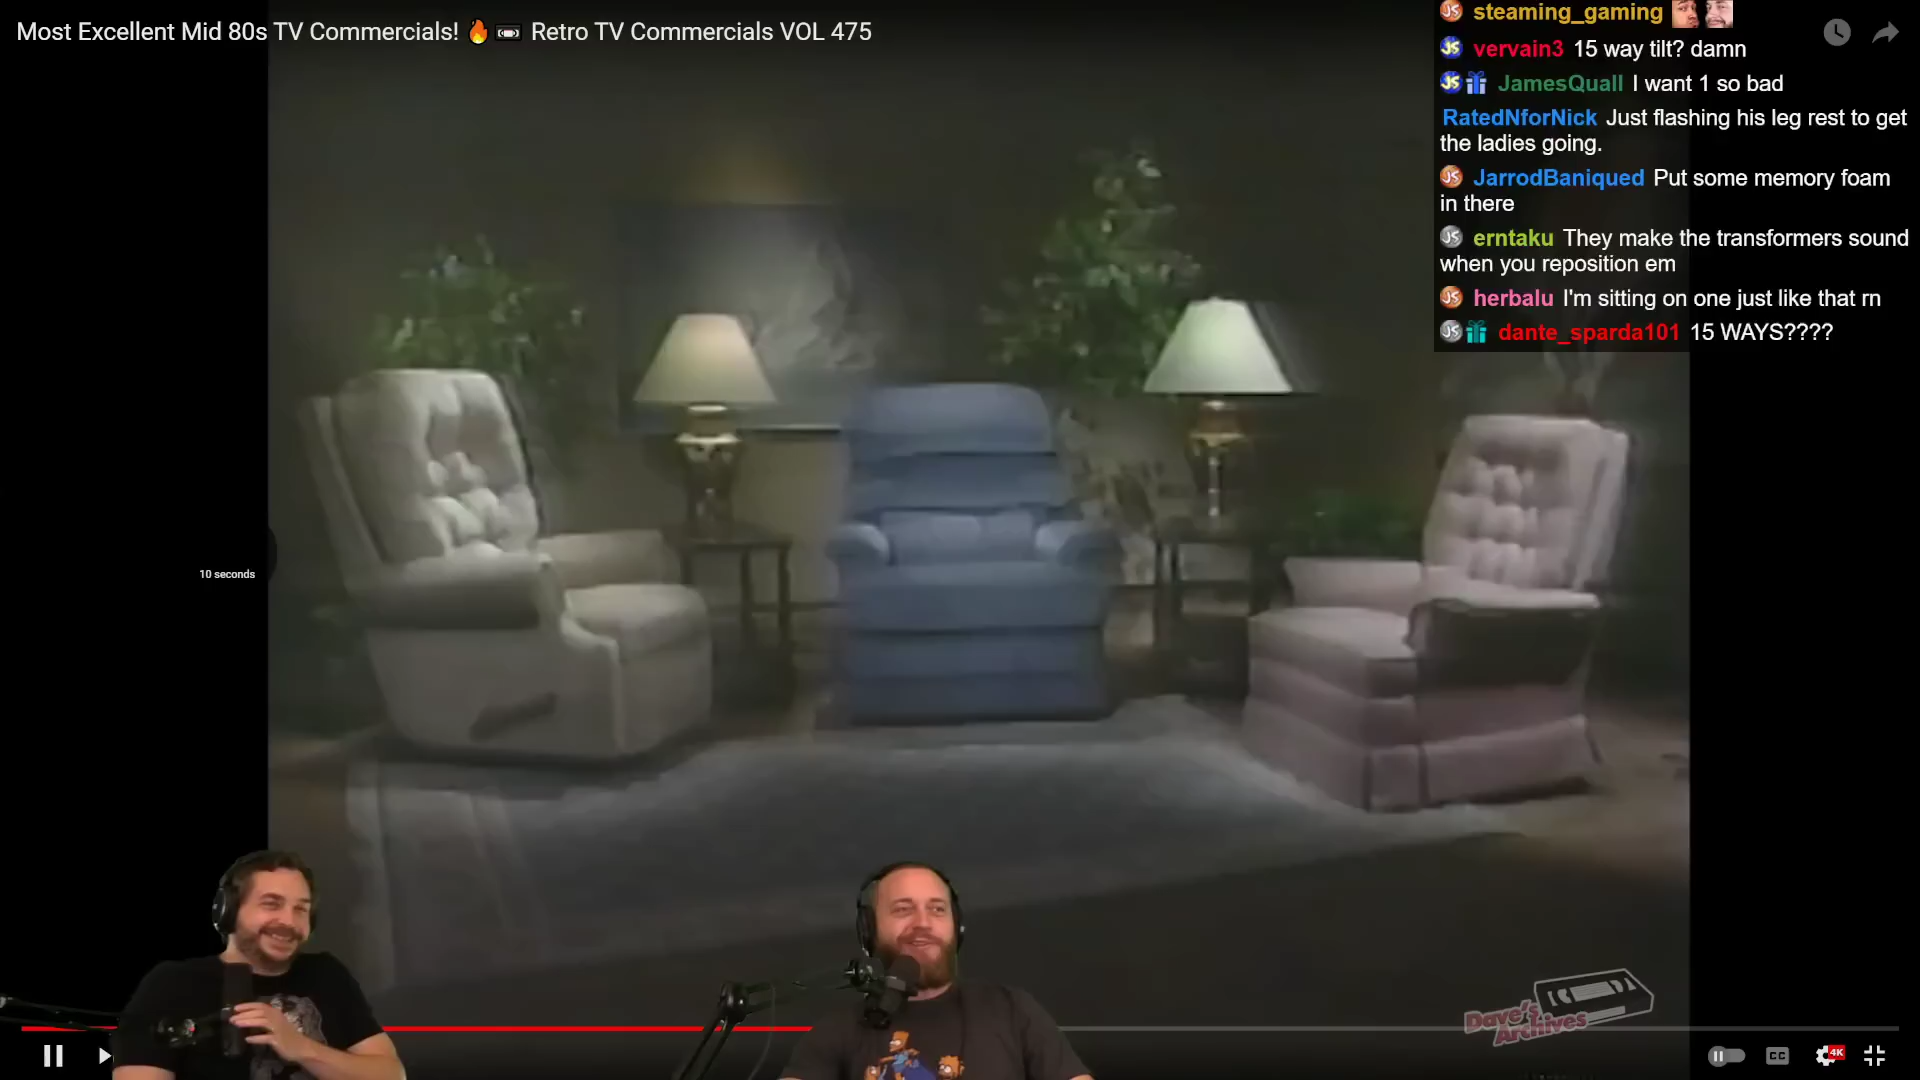 Most Excellent Mid 80s TV Commercials! 🔥📼 Retro TV Commercials VOL 475
steaming_gaming
vervain3 15 way tilt? damn
JamesQuall I want 1 so bad
RatedNforNick Just flashing his leg rest to get
the ladies going.
JarrodBaniqued Put some memory foam
in there
erntaku They make the transformers sound
when you reposition em
herbalu I'm sitting on one just like that rn
dante_sparda101 15 WAYS????
10 seconds
Dave's
Archives
CC
4K